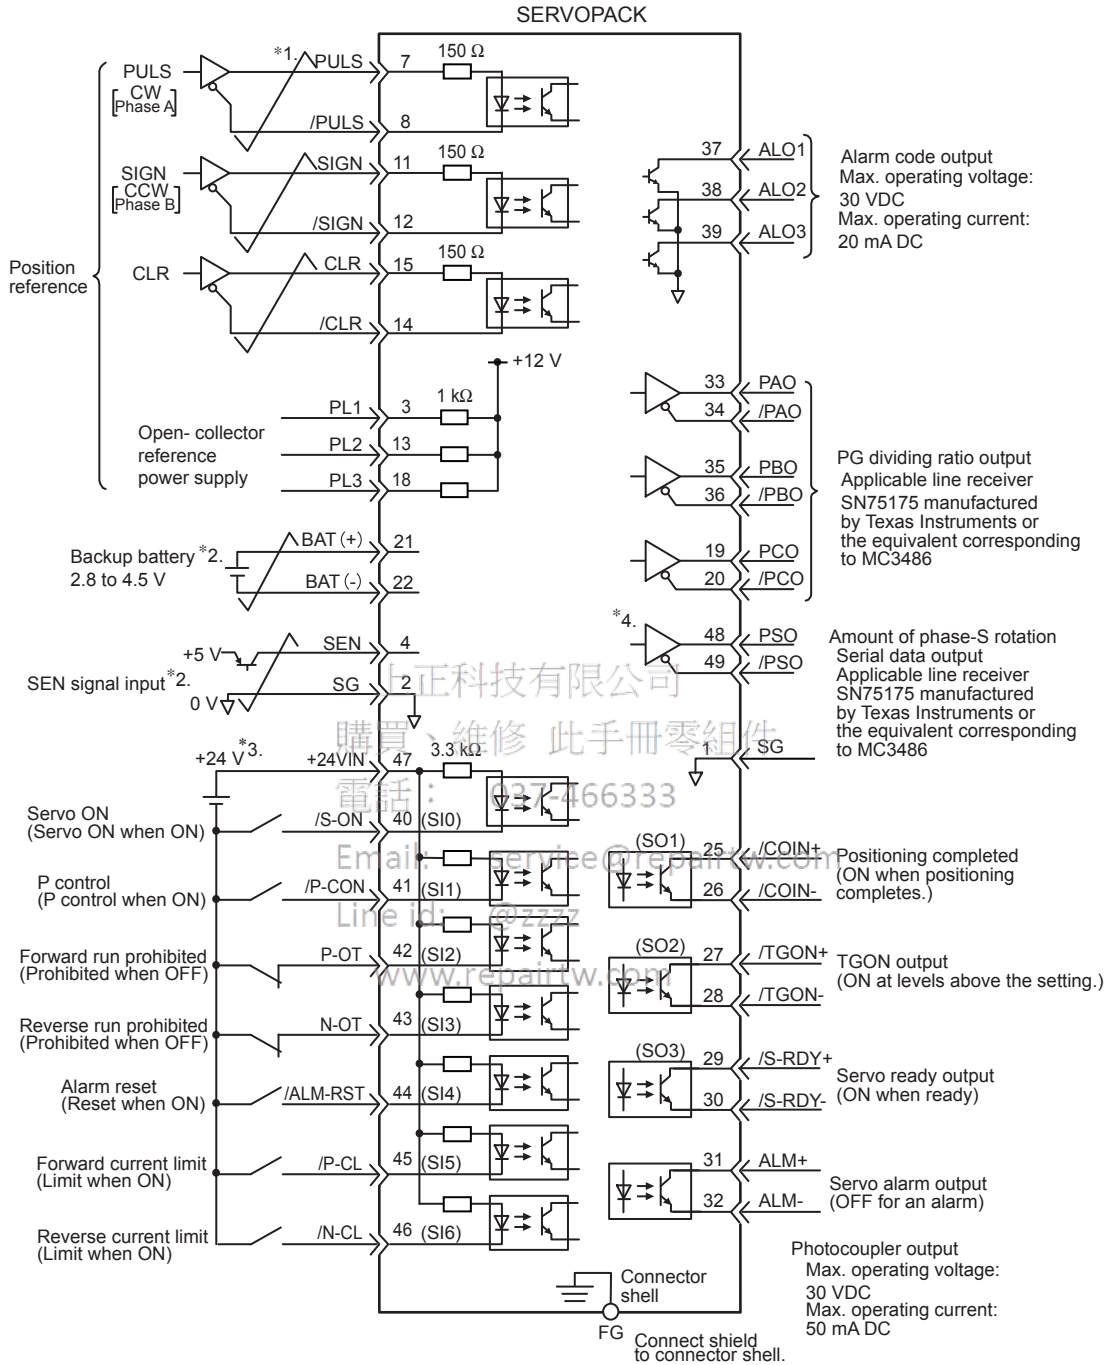 SERVOPACK
Position
reference
PULS
[CW
Phase A]
*1.
PULS
7
150 Ω
/PULS
8
SIGN
[CCW
Phase B]
SIGN
11
150 Ω
/SIGN
12
CLR
CLR
15
150 Ω
/CLR
14
+12 V
1 kΩ
Open- collector
reference
power supply
PL1
3
PL2
13
PL3
18
Backup battery *2.
2.8 to 4.5 V
BAT (+)
21
BAT (-)
22
SEN signal input *2.
+5 V
0 V
SEN
4
SG
2
+24 V *3.
+24VIN
47
3.3 kΩ
Servo ON
(Servo ON when ON)
/S-ON
40
(SI0)
P control
(P control when ON)
/P-CON
41
(SI1)
Forward run prohibited
(Prohibited when OFF)
P-OT
42
(SI2)
Reverse run prohibited
(Prohibited when OFF)
N-OT
43
(SI3)
Alarm reset
(Reset when ON)
/ALM-RST
44
(SI4)
Forward current limit
(Limit when ON)
/P-CL
45
(SI5)
Reverse current limit
(Limit when ON)
/N-CL
46
(SI6)
37
ALO1
38
ALO2
39
ALO3
Alarm code output
Max. operating voltage:
30 VDC
Max. operating current:
20 mA DC
33
PAO
34
/PAO
35
PBO
36
/PBO
19
PCO
20
/PCO
PG dividing ratio output
Applicable line receiver
SN75175 manufactured
by Texas Instruments or
the equivalent corresponding
to MC3486
*4.
48
PSO
49
/PSO
Amount of phase-S rotation
Serial data output
Applicable line receiver
SN75175 manufactured
by Texas Instruments or
the equivalent corresponding
to MC3486
1
SG
(SO1)
25
/COIN+
26
/COIN-
Positioning completed
(ON when positioning
completes.)
(SO2)
27
/TGON+
28
/TGON-
TGON output
(ON at levels above the setting.)
(SO3)
29
/S-RDY+
30
/S-RDY-
Servo ready output
(ON when ready)
31
ALM+
32
ALM-
Servo alarm output
(OFF for an alarm)
Photocoupler output
Max. operating voltage:
30 VDC
Max. operating current:
50 mA DC
Connector
shell
FG
Connect shield
to connector shell.
上正科技有限公司
購買、維修 此手冊零組件
電話： 037-466333
Email: service@repairtw.com
Line id: @zzzz
www.repairtw.com